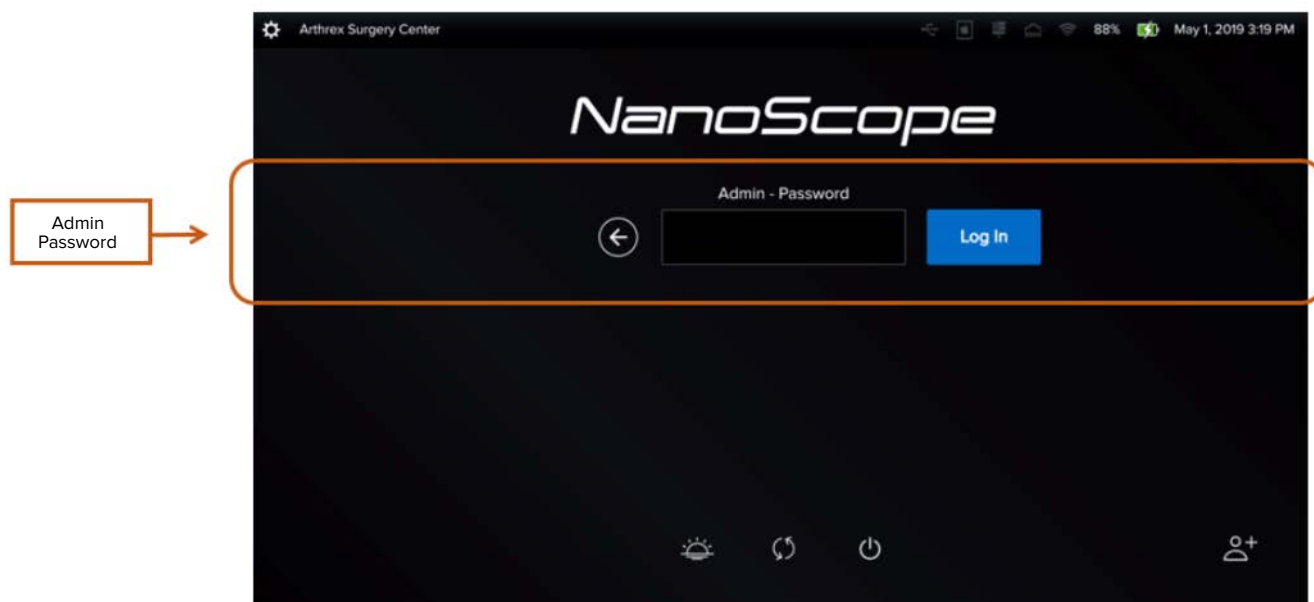 Arthrex Surgery Center 88% May 1, 2019 3:19 PM
NanoScope
Admin - Password
Log In
Admin
Password